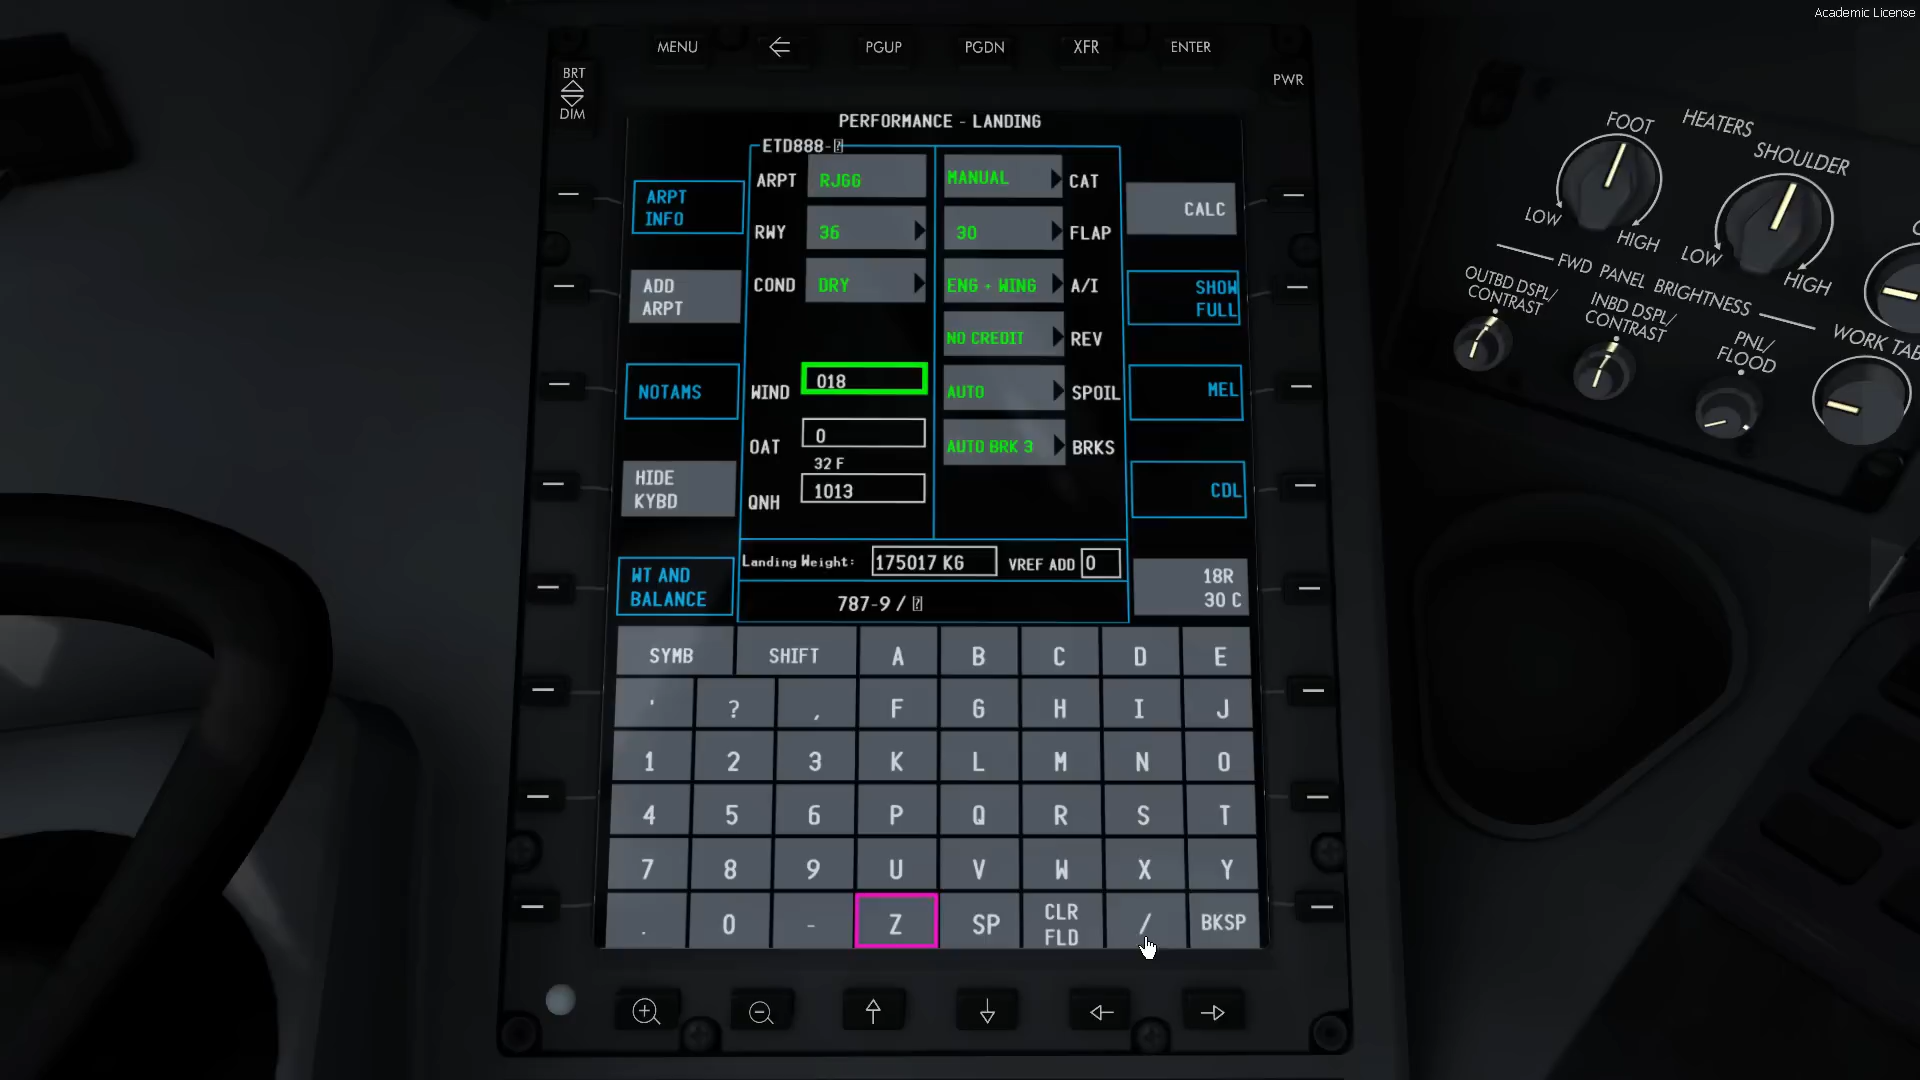 Academic License
MENU
PGUP
PGDN
XFR
ENTER
BRT
DIM
PWR
PERFORMANCE - LANDING
ETD888-
ARPT
INFO
ARPT RJGG
MANUAL CAT
CALC
RWY 36
30 FLAP
ADD
ARPT
COND DRY
ENG + WING A/I
SHOW
FULL
NO CREDIT REV
NOTAMS
WIND 018
AUTO SPOIL
MEL
OAT 0
32 F
AUTO BRK 3 BRKS
HIDE
KYBD
QNH 1013
CDL
WT AND
BALANCE
Landing Weight: 175017 KG VREF ADD 0
18R
30 C
787-9 /
SYMB SHIFT A B C D E
' ? , F G H I J
1 2 3 K L M N O
4 5 6 P Q R S T
7 8 9 U V W X Y
. 0 - Z SP CLR FLD / BKSP
HEATERS
FOOT
SHOULDER
LOW
HIGH
LOW
HIGH
FWD PANEL BRIGHTNESS
OUTBD DSPL/
CONTRAST
INBD DSPL/
CONTRAST
PNL/
FLOOD